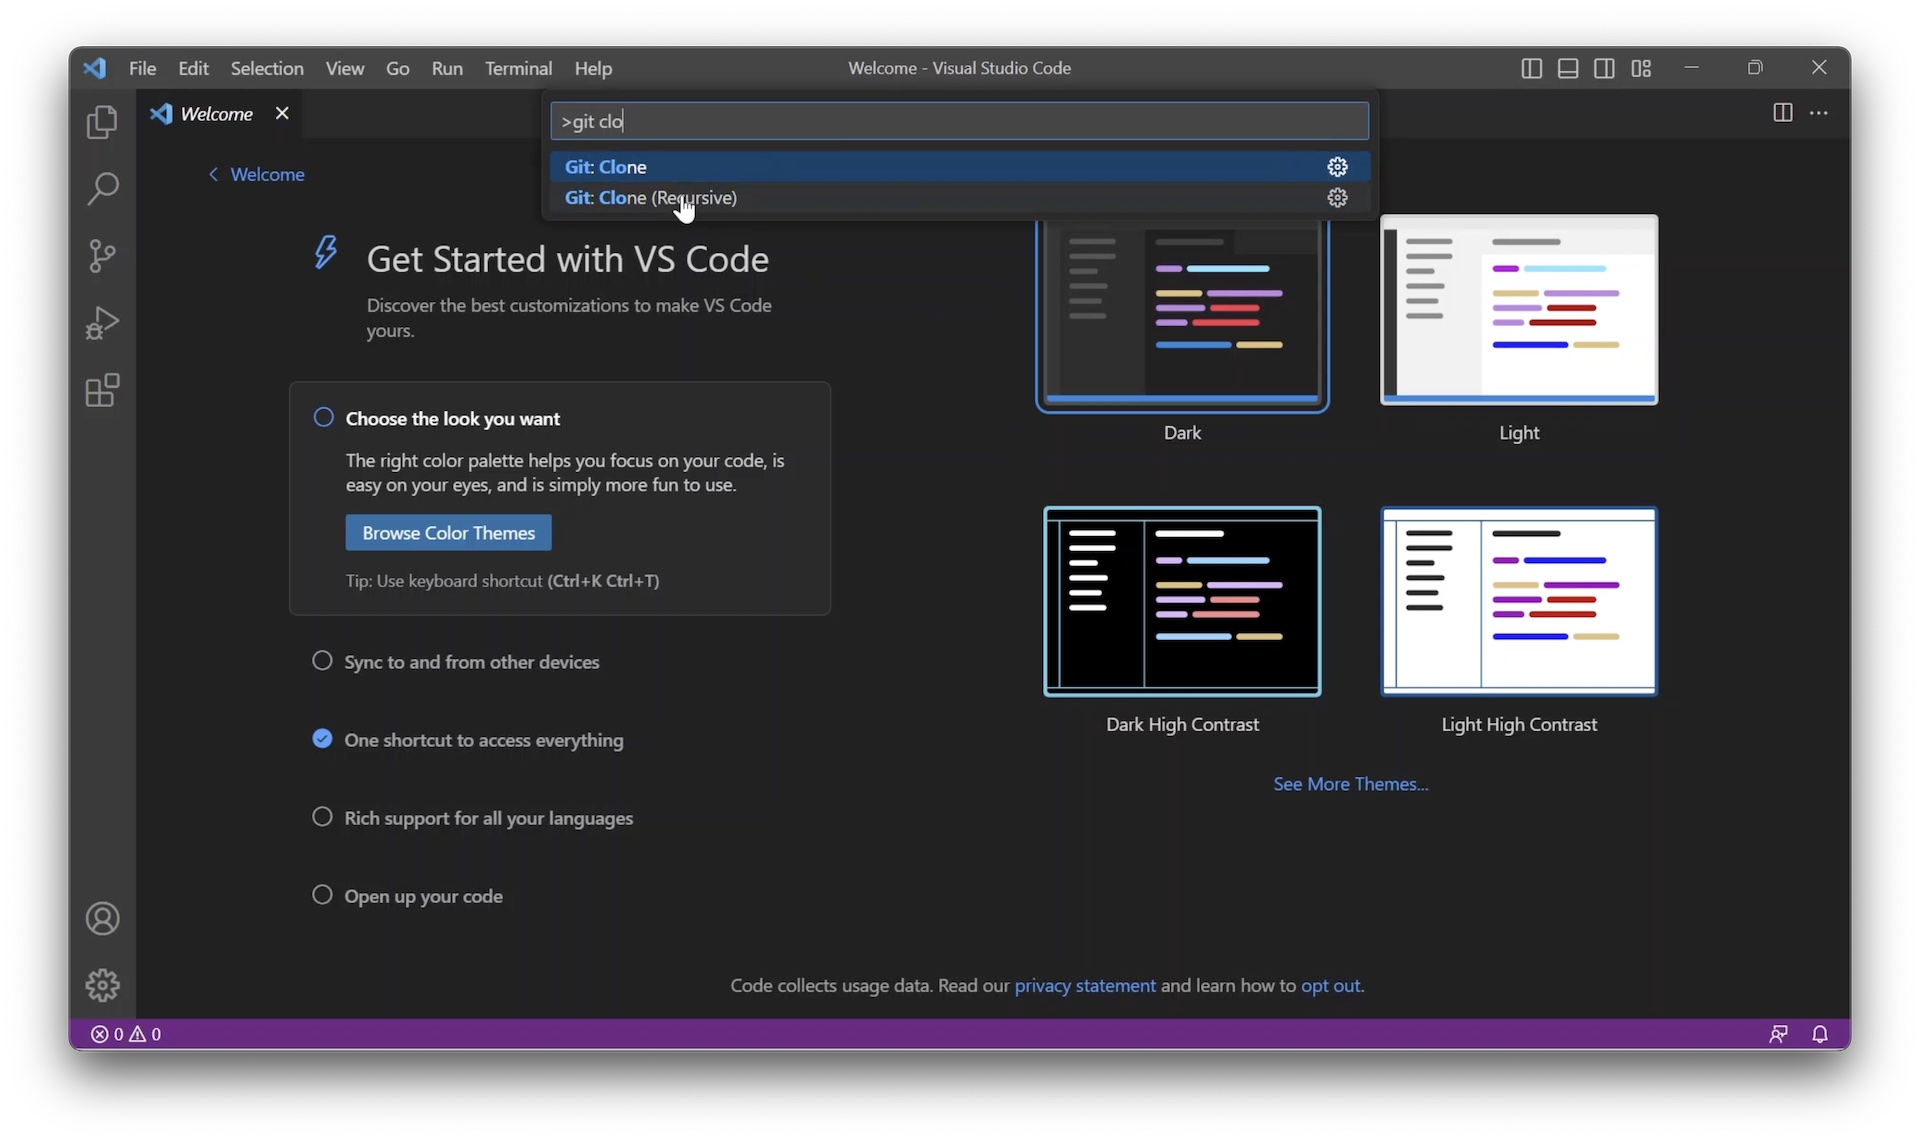 File Edit Selection View Go Run Terminal Help
Welcome - Visual Studio Code
Welcome
>git clo
Git: Clone
Git: Clone (Recursive)
Welcome
Get Started with VS Code
Discover the best customizations to make VS Code
yours.
Choose the look you want
The right color palette helps you focus on your code, is
easy on your eyes, and is simply more fun to use.
Browse Color Themes
Tip: Use keyboard shortcut (Ctrl+K Ctrl+T)
Sync to and from other devices
One shortcut to access everything
Rich support for all your languages
Open up your code
Dark
Light
Dark High Contrast
Light High Contrast
See More Themes...
Code collects usage data. Read our privacy statement and learn how to opt out.
0 0